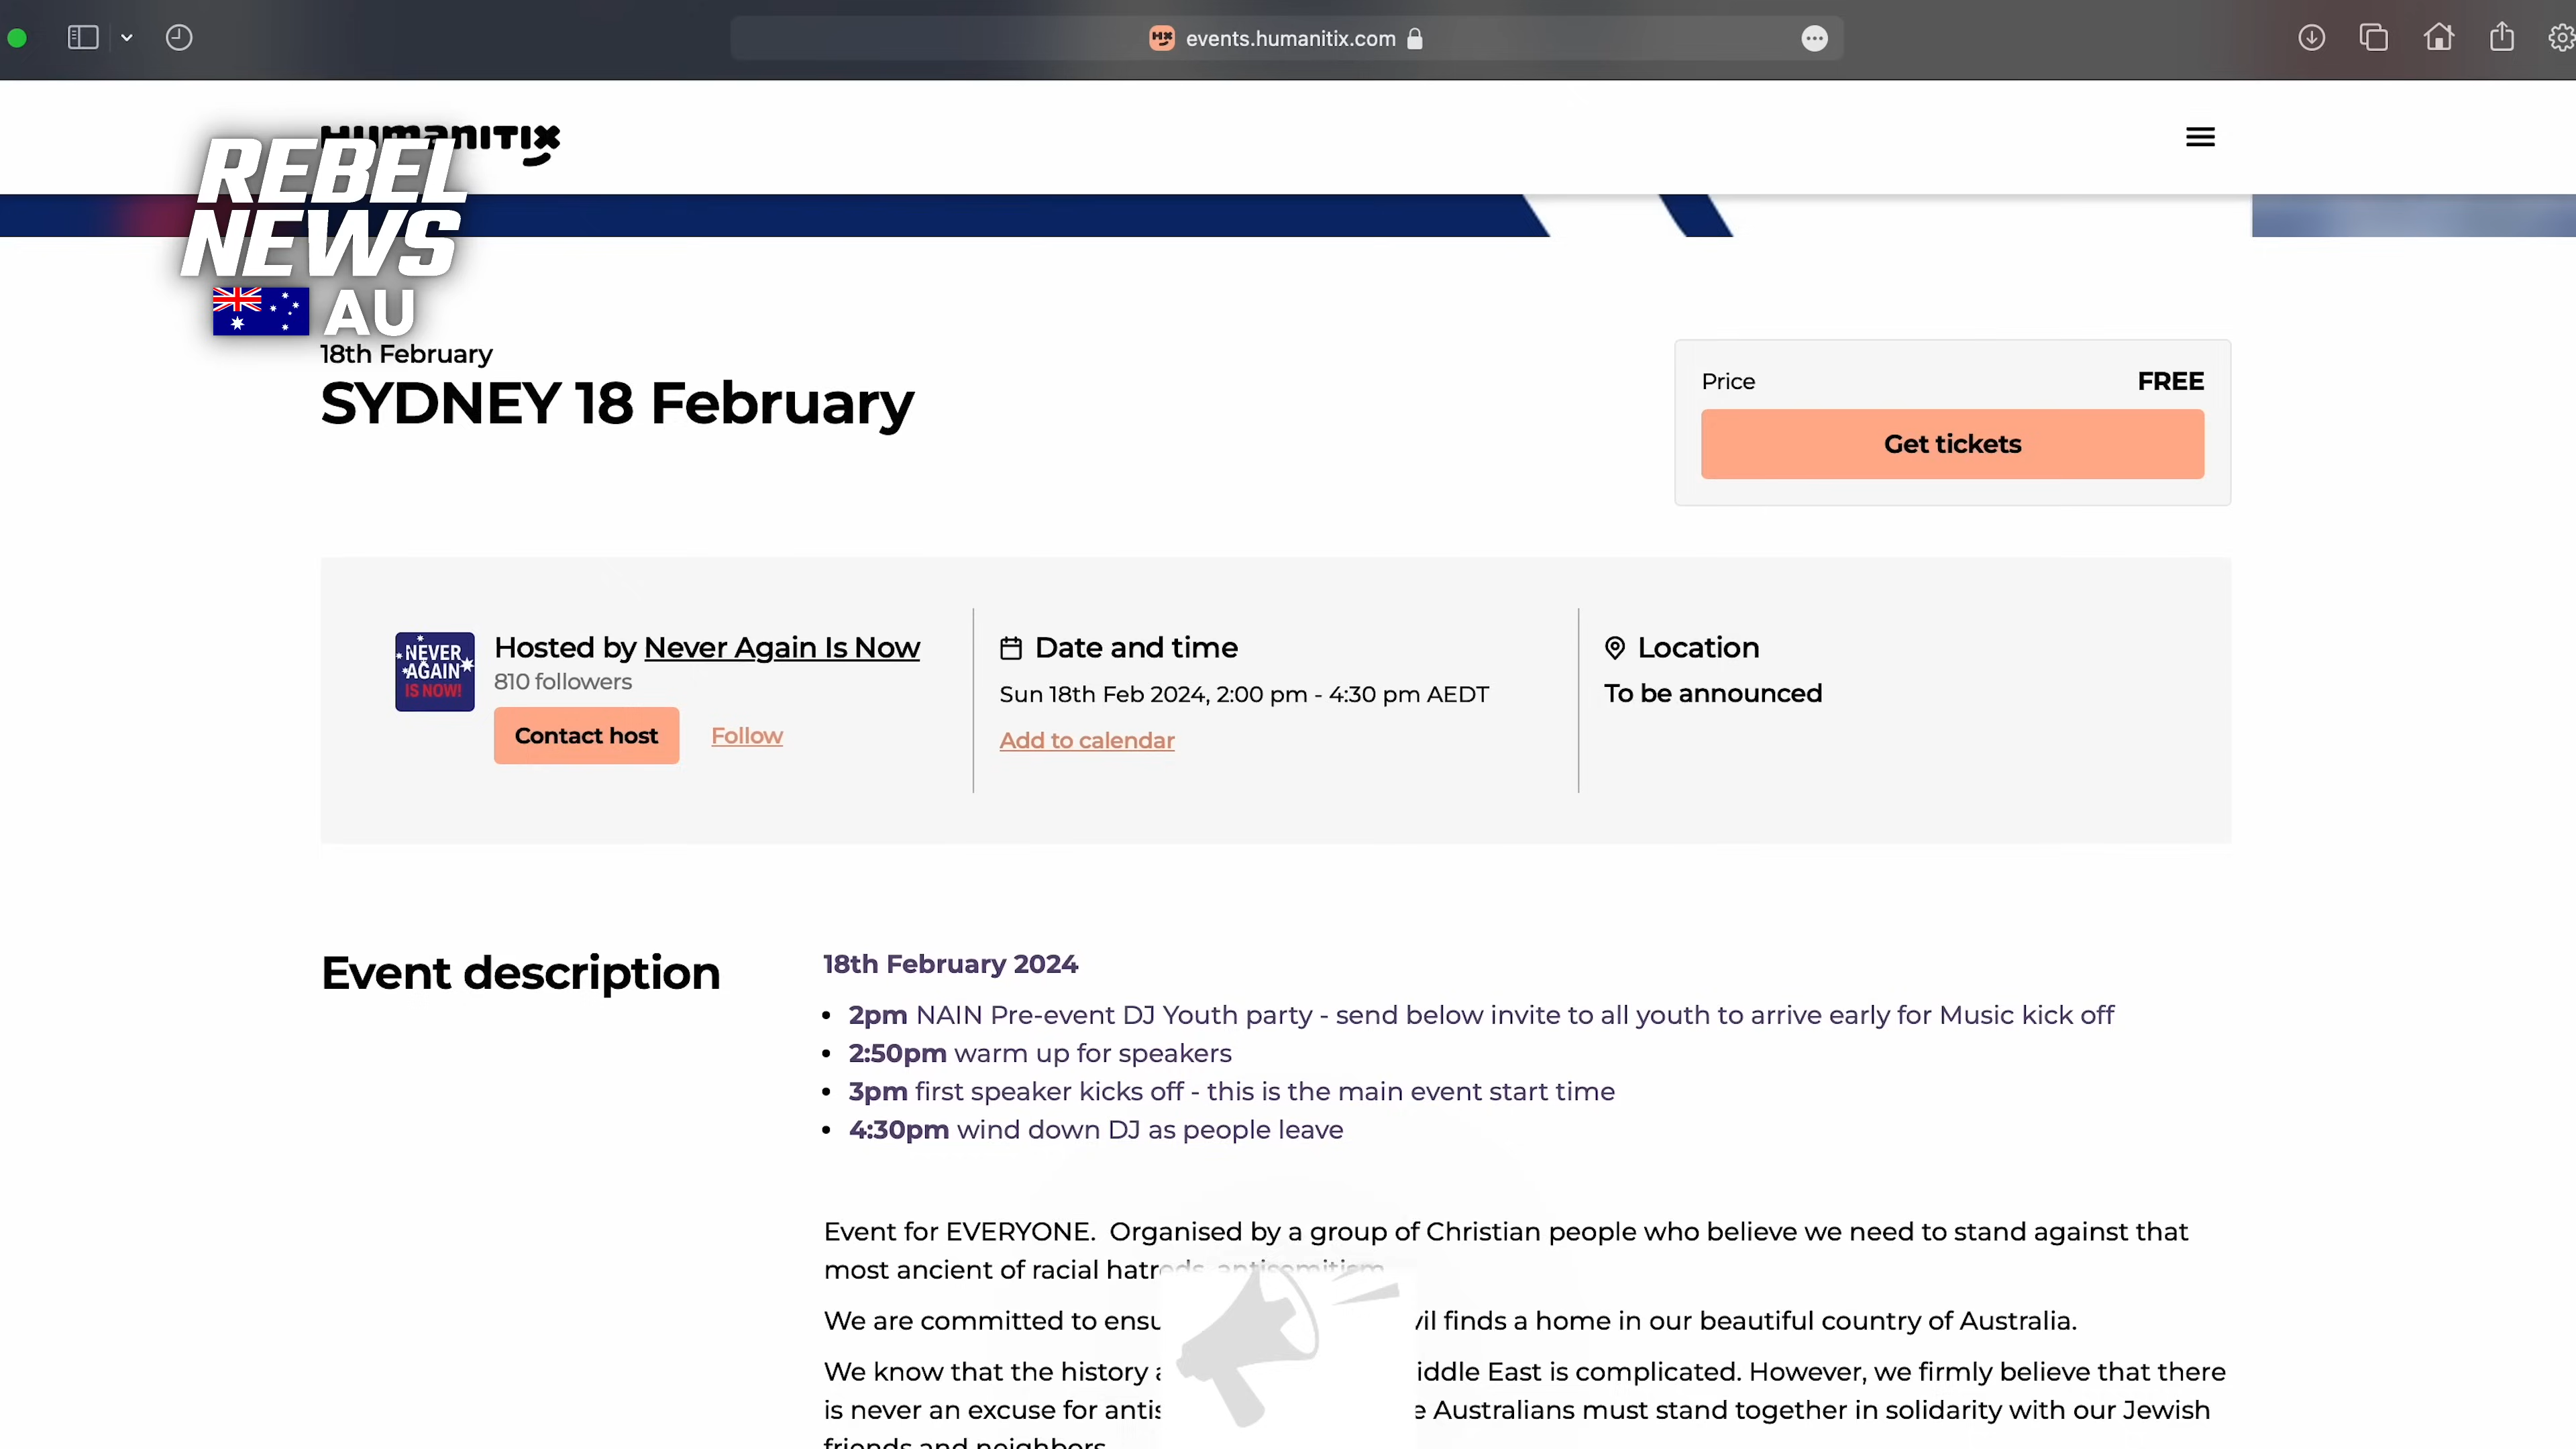 events.humanitix.com
Humanitix
REBEL
NEWS
AU
18th February
SYDNEY 18 February
Price FREE
Get tickets
NEVER
AGAIN
IS NOW!
Hosted by Never Again Is Now
810 followers
Contact host Follow
Date and time
Sun 18th Feb 2024, 2:00 pm - 4:30 pm AEDT
Add to calendar
Location
To be announced
Event description
18th February 2024
• 2pm NAIN Pre-event DJ Youth party - send below invite to all youth to arrive early for Music kick off
• 2:50pm warm up for speakers
• 3pm first speaker kicks off - this is the main event start time
• 4:30pm wind down DJ as people leave
Event for EVERYONE. Organised by a group of Christian people who believe we need to stand against that
most ancient of racial hatreds, antisemitism
We are committed to finds a home in our beautiful country of Australia.
We know that the history East is complicated. However, we firmly believe that there
is never an excuse for Australians must stand together in solidarity with our Jewish
friends and neighbors